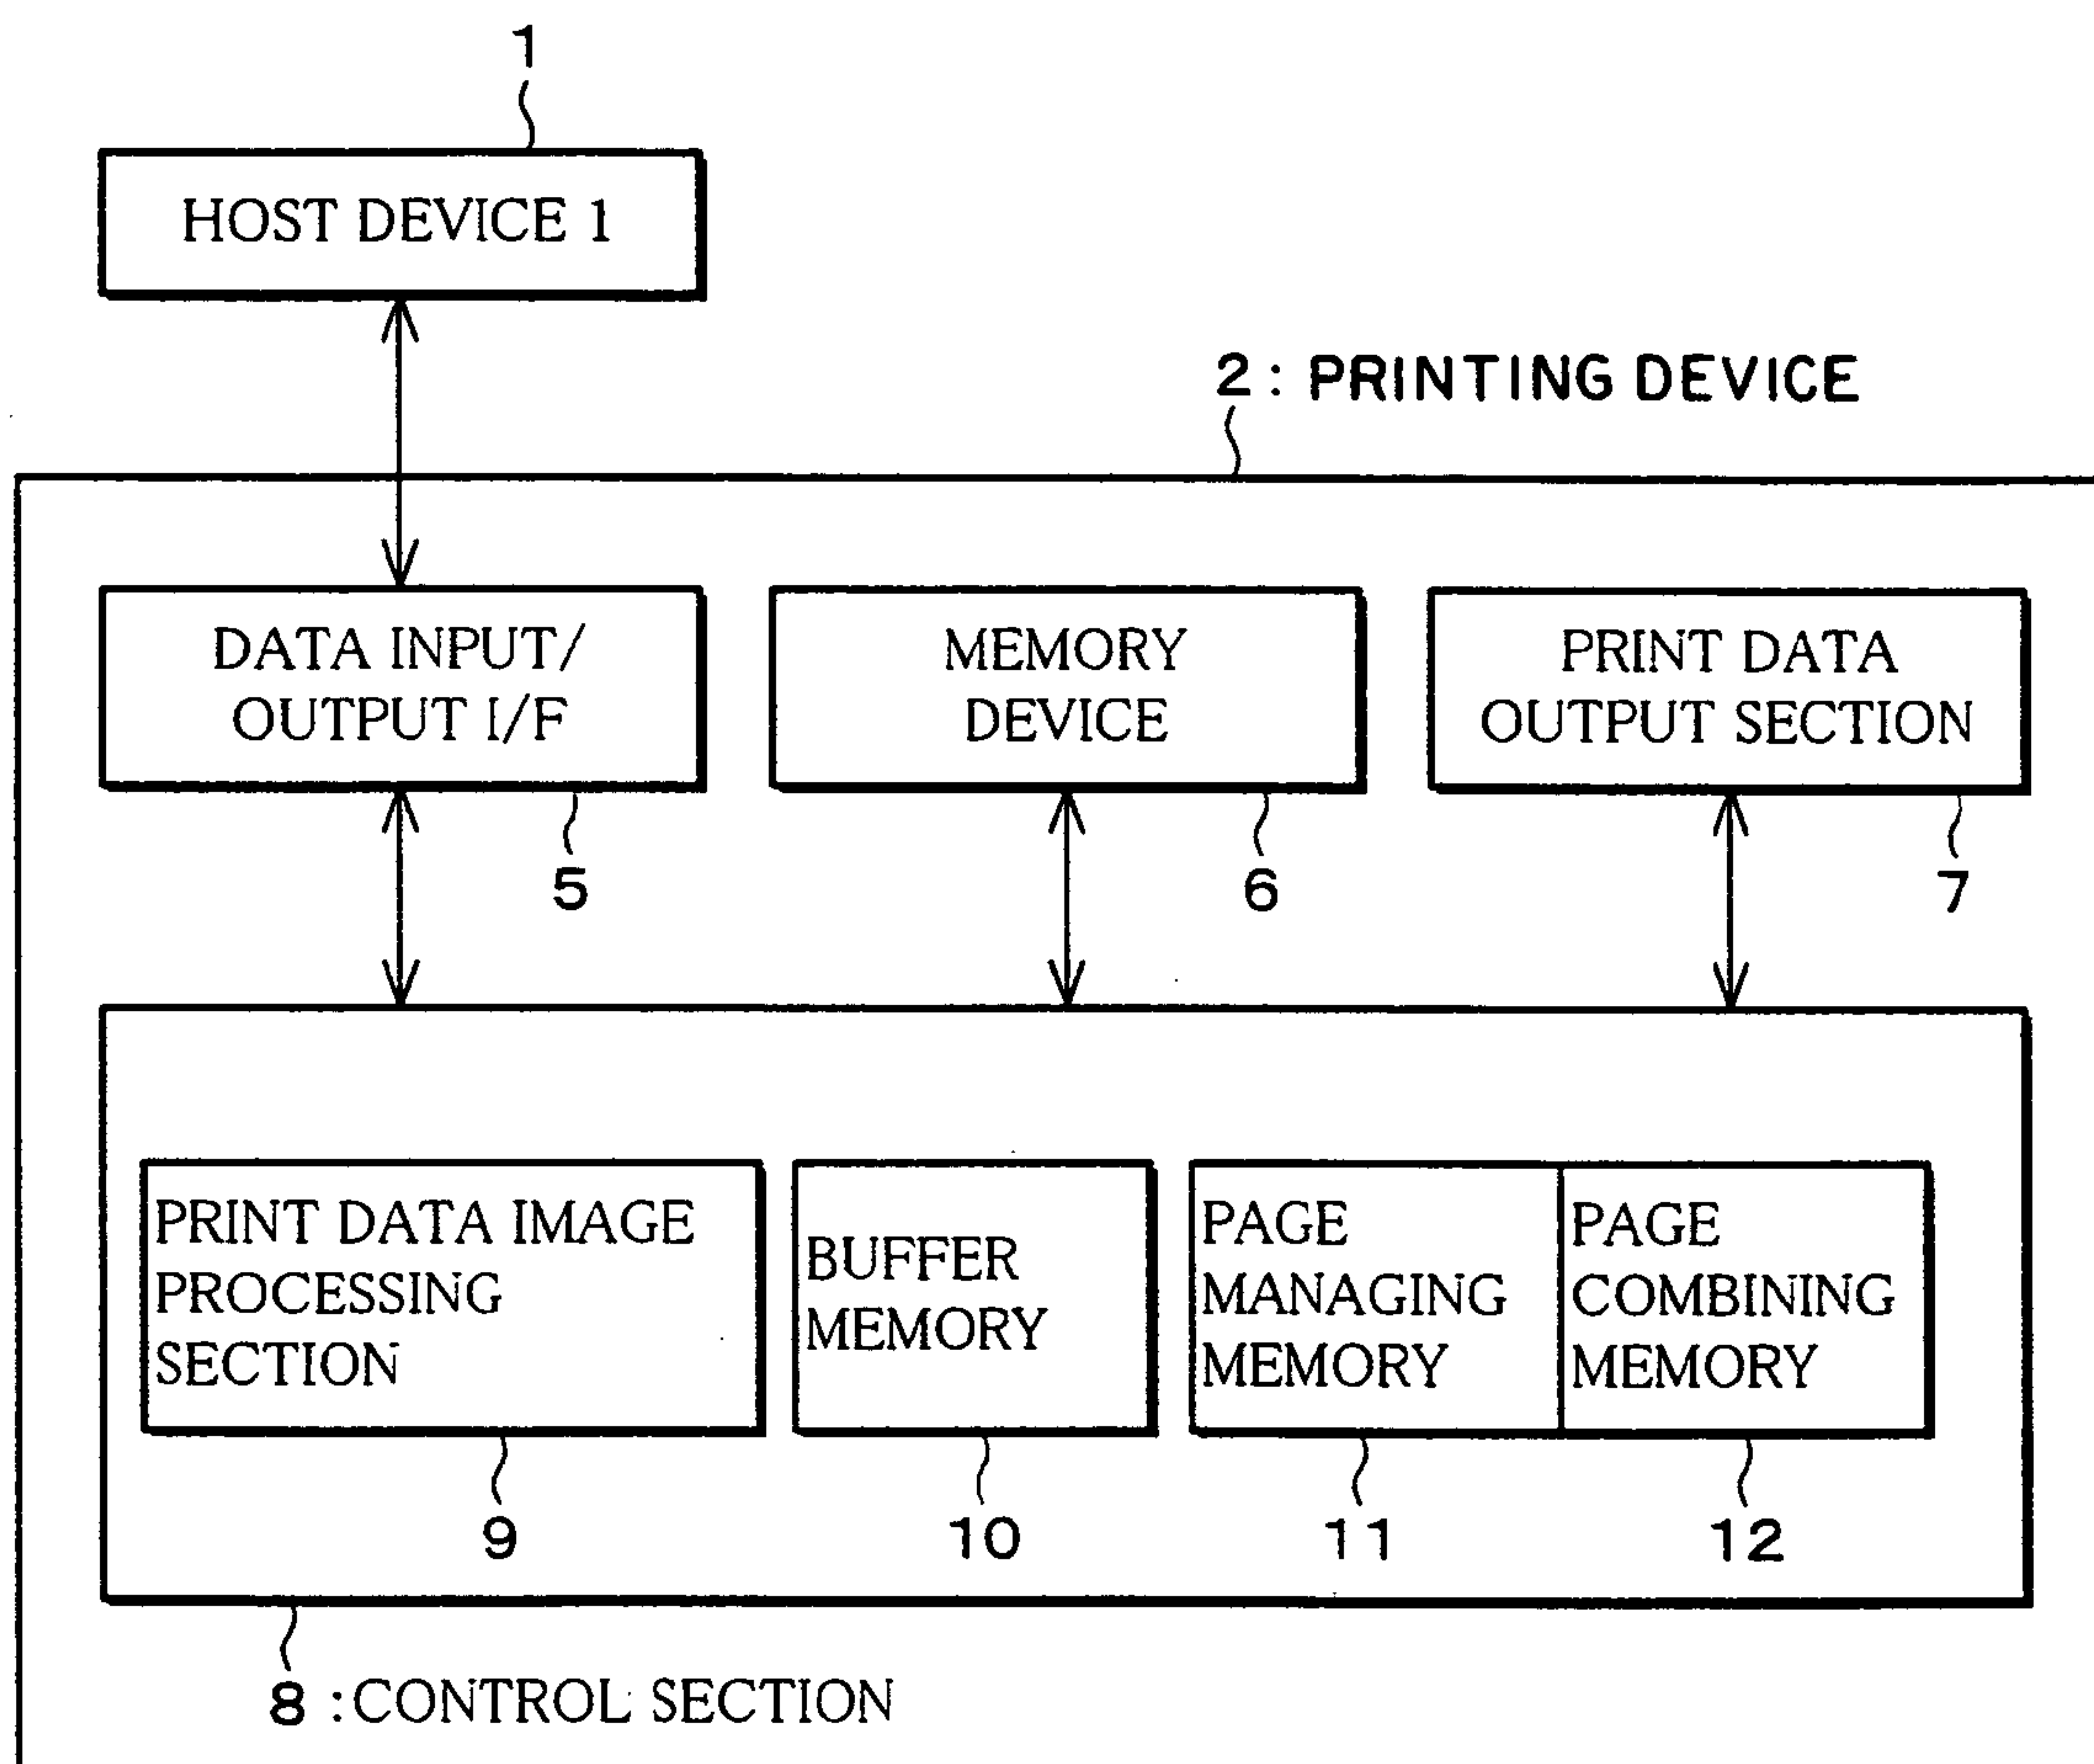 1
HOST DEVICE 1
2 : PRINTING DEVICE
DATA INPUT/
OUTPUT I/F
MEMORY
DEVICE
PRINT DATA
OUTPUT SECTION
5
6
7
PRINT DATA IMAGE
PROCESSING
SECTION
BUFFER
MEMORY
PAGE
MANAGING
MEMORY
PAGE
COMBINING
MEMORY
9
10
11
12
8 : CONTROL SECTION